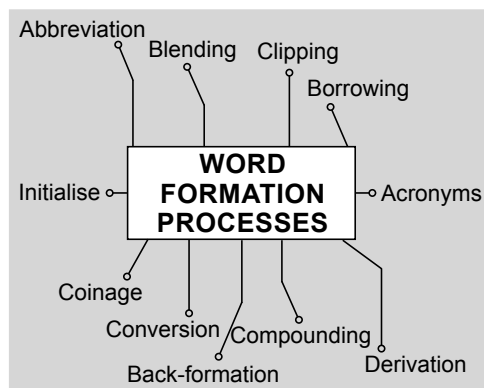 Abbreviation
Blending
Clipping
Borrowing
WORD
FORMATION
PROCESSES
Initialise
Acronyms
Coinage
Conversion
Compounding
Back-formation
Derivation